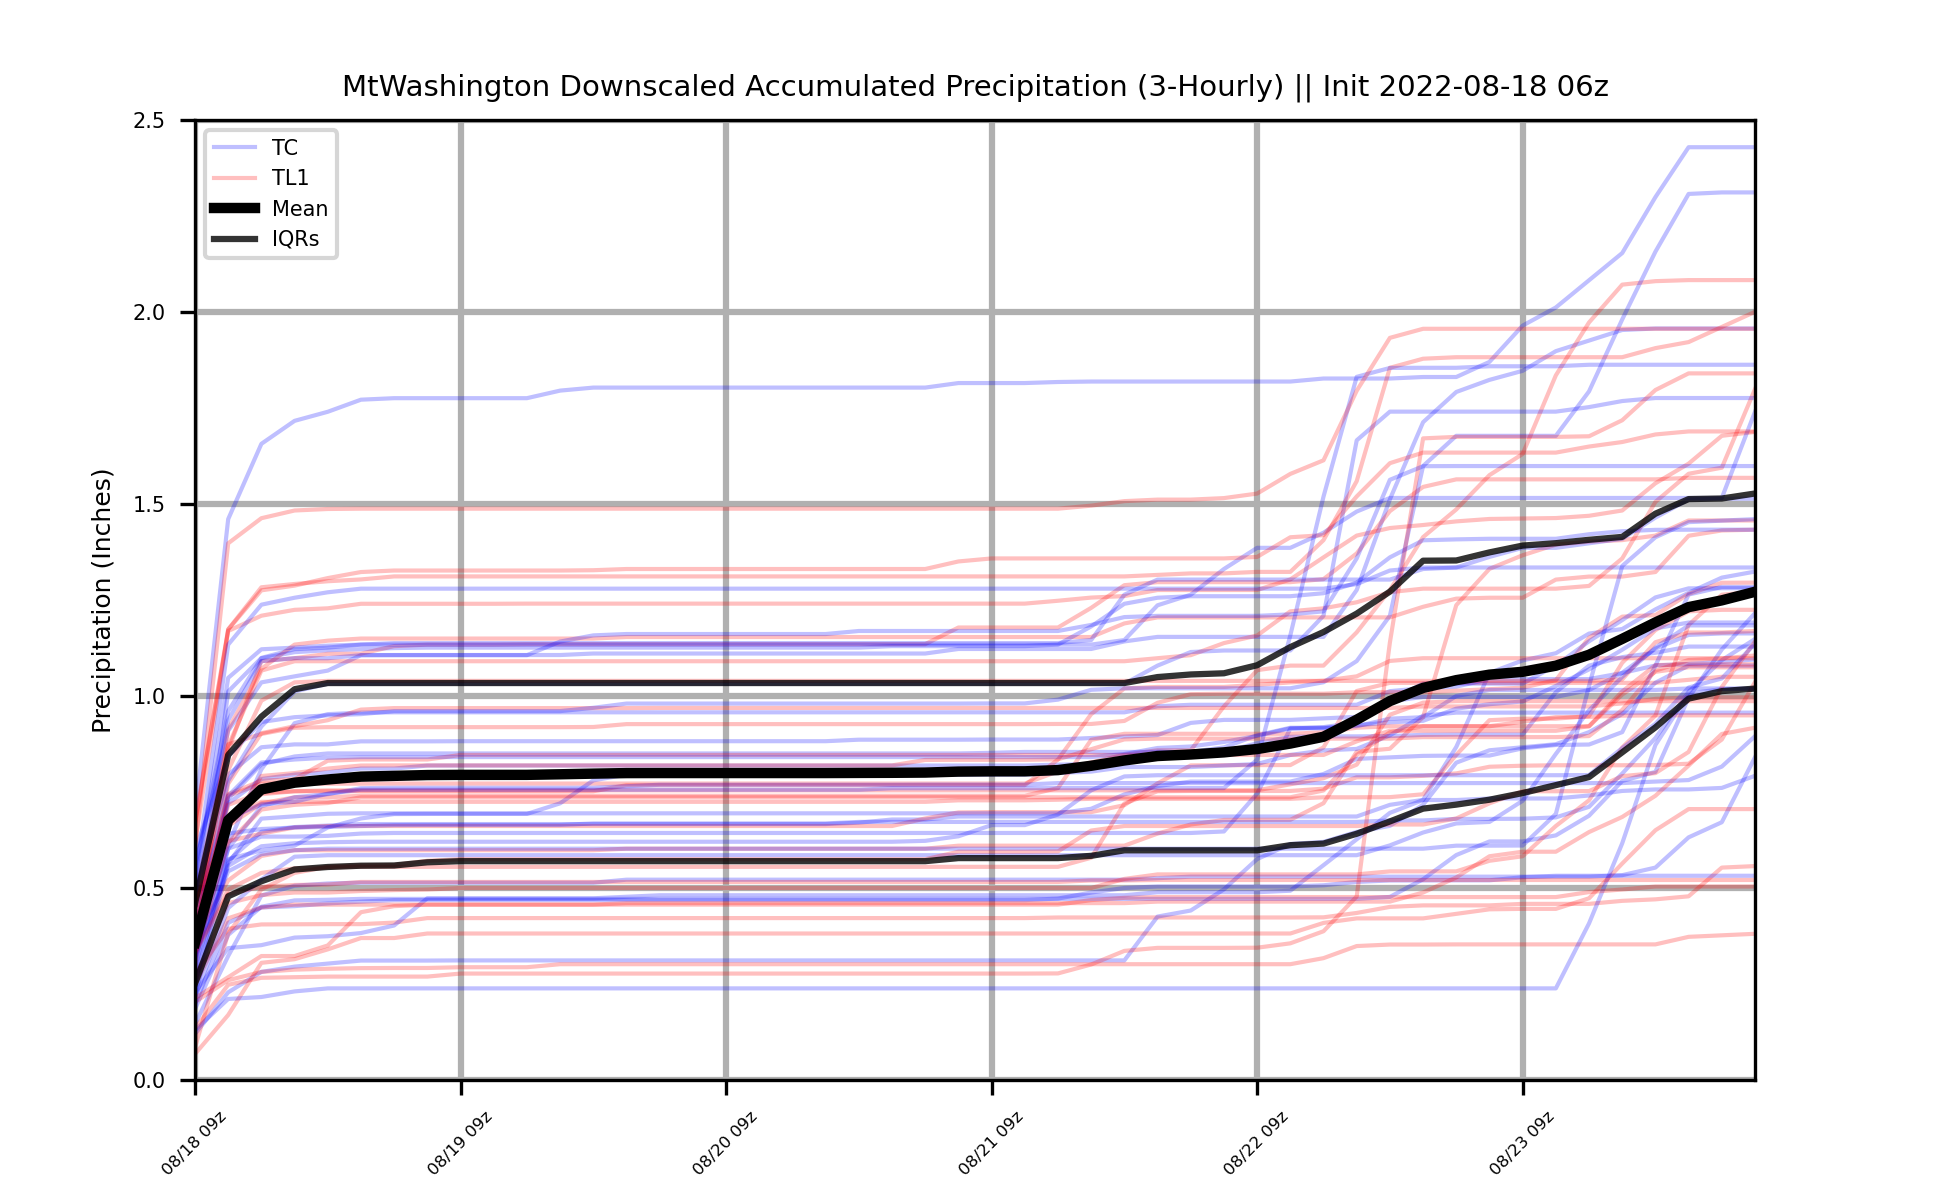 MtWashington Downscaled Accumulated Precipitation (3-Hourly) || Init 2022-08-18 06z
2.5
2.0
1.5
1.0
0.5
0.0
Precipitation (Inches)
TC
TL1
Mean
IQRs
08/18 09z
08/19 09z
08/20 09z
08/21 09z
08/22 09z
08/23 09z